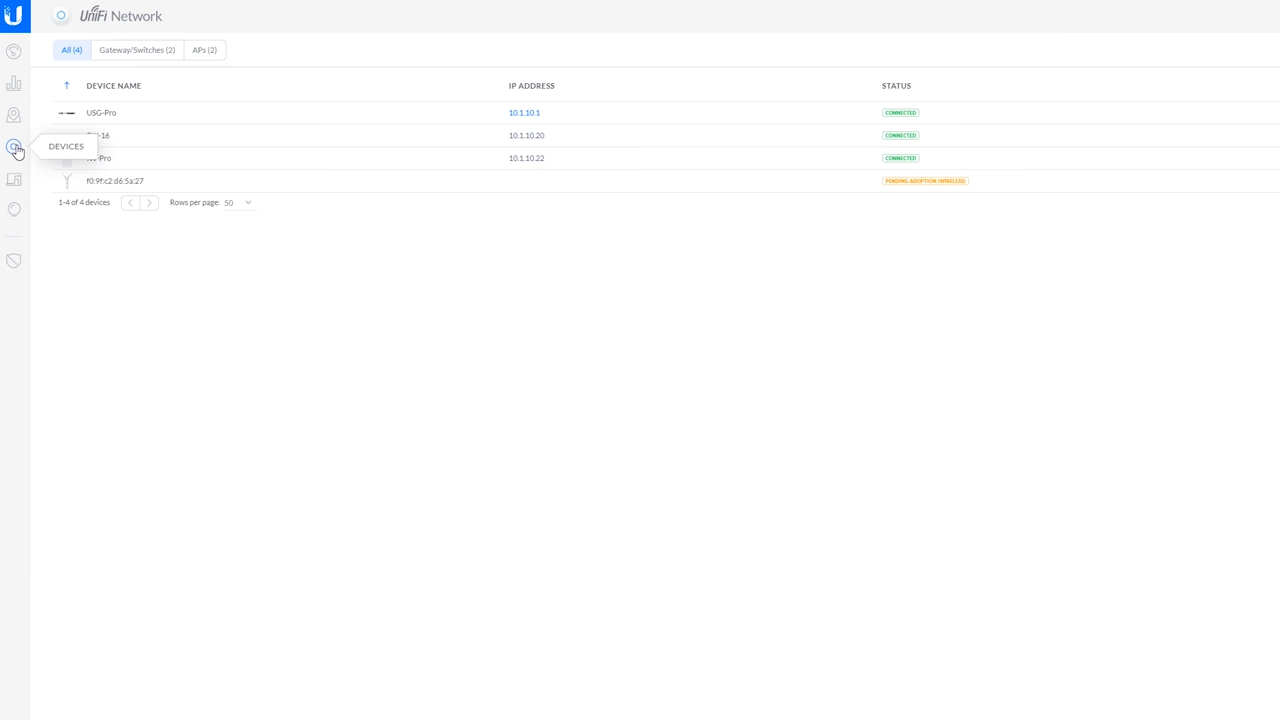 UniFi Network
All (4) Gateway/Switches (2) APs (2)
DEVICE NAME IP ADDRESS STATUS
USG-Pro 10.1.10.1 CONNECTED
-16 10.1.10.20 CONNECTED
DEVICES
Pro 10.1.10.22 CONNECTED
f0:9f:c2:d6:5a:27 PENDING ADOPTION (WIRELESS)
1-4 of 4 devices Rows per page: 50